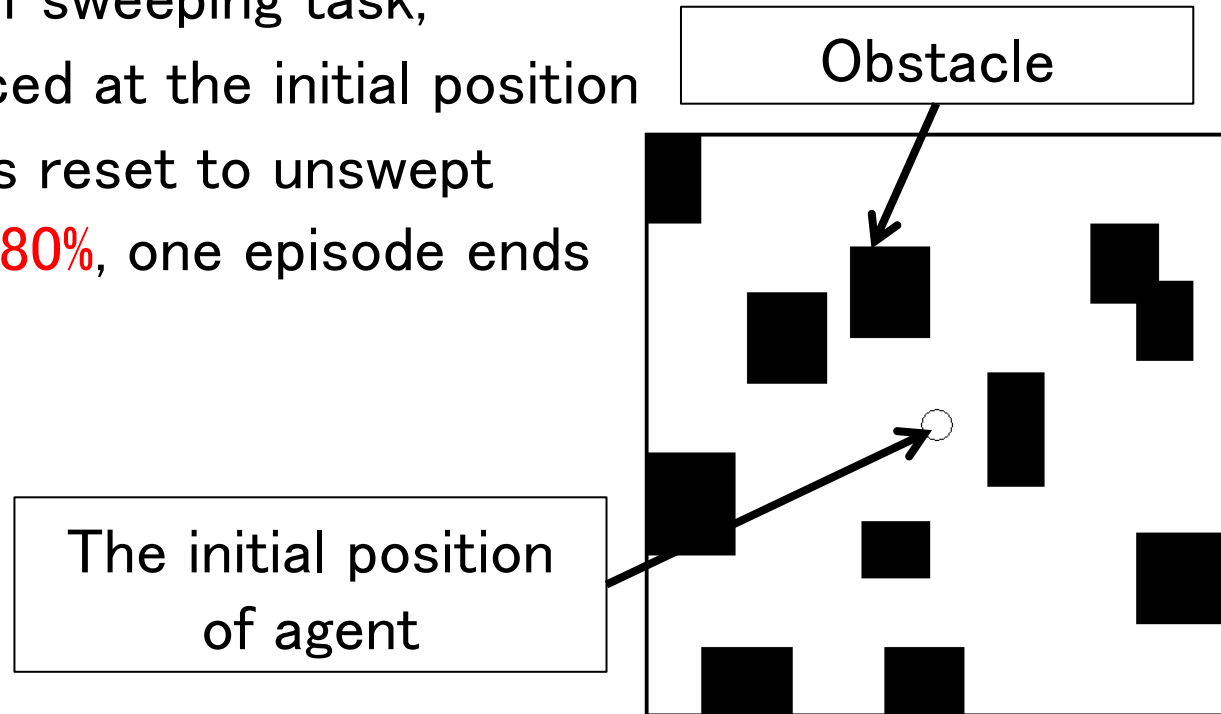 sweeping task,
at the initial position
reset to unswept
80%, one episode ends
Obstacle
The initial position
of agent